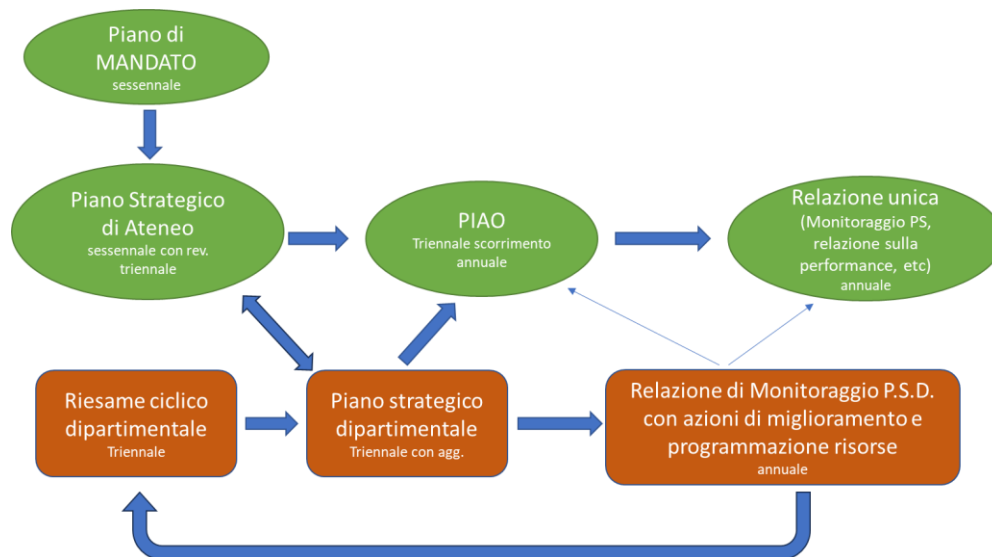 Piano di
MANDATO
sessennale
Piano Strategico
di Ateneo
sessennale con rev.
triennale
PIAO
Triennale scorrimento
annuale
Relazione unica
(Monitoraggio PS,
relazione sulla
performance, etc)
annuale
Riesame ciclico
dipartimentale
Triennale
Piano strategico
dipartimentale
Triennale con agg.
Relazione di Monitoraggio P.S.D.
con azioni di miglioramento e
programmazione risorse
annuale